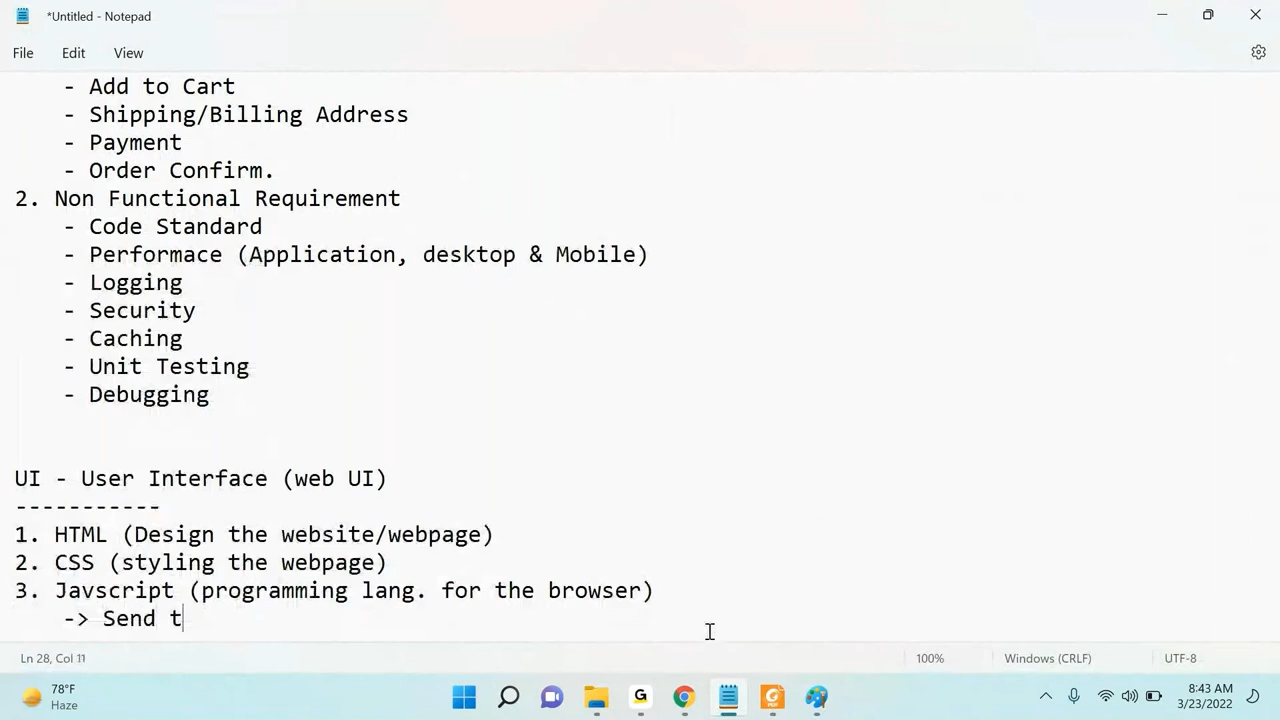 *Untitled - Notepad
File Edit View
- Add to Cart
- Shipping/Billing Address
- Payment
- Order Confirm.
2. Non Functional Requirement
- Code Standard
- Performace (Application, desktop & Mobile)
- Logging
- Security
- Caching
- Unit Testing
- Debugging
UI - User Interface (web UI)
-----------
1. HTML (Design the website/webpage)
2. CSS (styling the webpage)
3. Javscript (programming lang. for the browser)
-> Send t
Ln 28, Col 11 100% Windows (CRLF) UTF-8
78°F
Haze
G
8:43 AM
3/23/2022